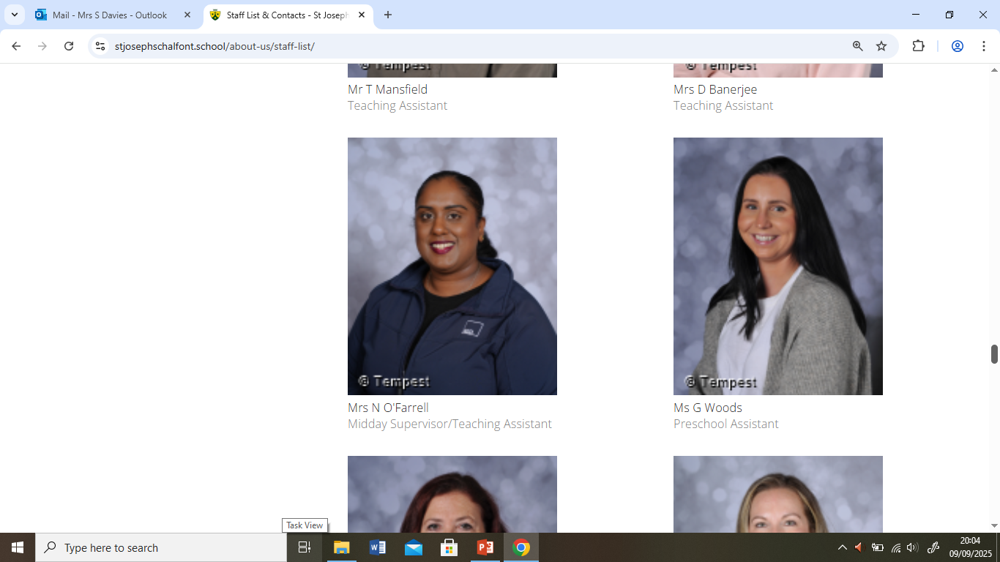 Mail - Mrs S Davies - Outlook
Staff List & Contacts - St Joseph
stjosephschalfont.school/about-us/staff-list/
© Tempest
© Tempest
Mr T Mansfield
Teaching Assistant
Mrs D Banerjee
Teaching Assistant
© Tempest
© Tempest
Mrs N O'Farrell
Midday Supervisor/Teaching Assistant
Ms G Woods
Preschool Assistant
Task View
Type here to search
20:04
09/09/2025